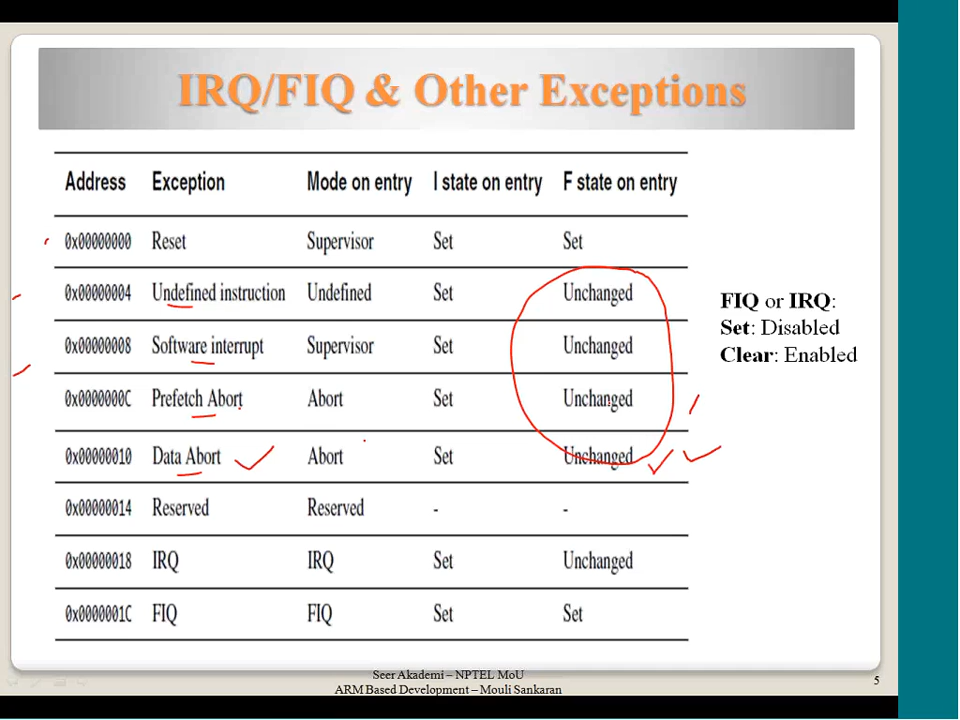 IRQ/FIQ & Other Exceptions
Address Exception Mode on entry I state on entry F state on entry
0x00000000 Reset Supervisor Set Set
0x00000004 Undefined instruction Undefined Set Unchanged
0x00000008 Software interrupt Supervisor Set Unchanged
0x0000000C Prefetch Abort Abort Set Unchanged
0x00000010 Data Abort Abort Set Unchanged
0x00000014 Reserved Reserved - -
0x00000018 IRQ IRQ Set Unchanged
0x0000001C FIQ FIQ Set Set
FIQ or IRQ:
Set: Disabled
Clear: Enabled
Seer Akademi – NPTEL MoU
ARM Based Development – Mouli Sankaran
5